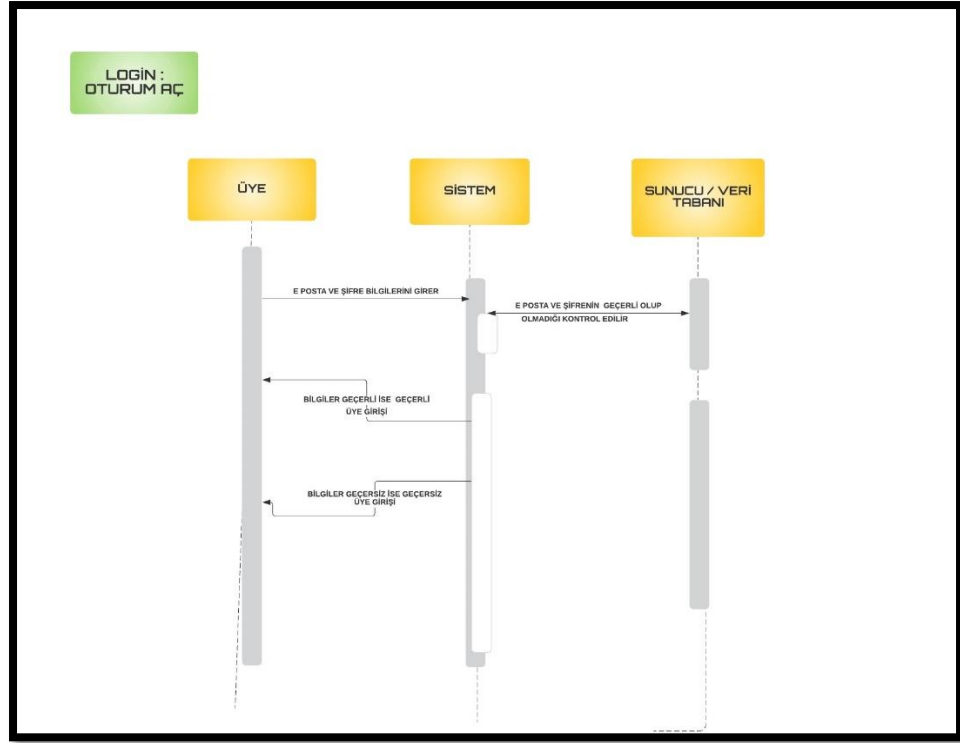 LOGİN :
OTURUM AÇ
ÜYE
SİSTEM
SUNUCU / VERİ
TABANI
E POSTA VE ŞİFRE BİLGİLERİNİ GİRER
E POSTA VE ŞİFRENİN GEÇERLİ OLUP
OLMADIĞI KONTROL EDİLİR
BİLGİLER GEÇERLİ İSE GEÇERLİ
ÜYE GİRİŞİ
BİLGİLER GEÇERSİZ İSE GEÇERSİZ
ÜYE GİRİŞİ